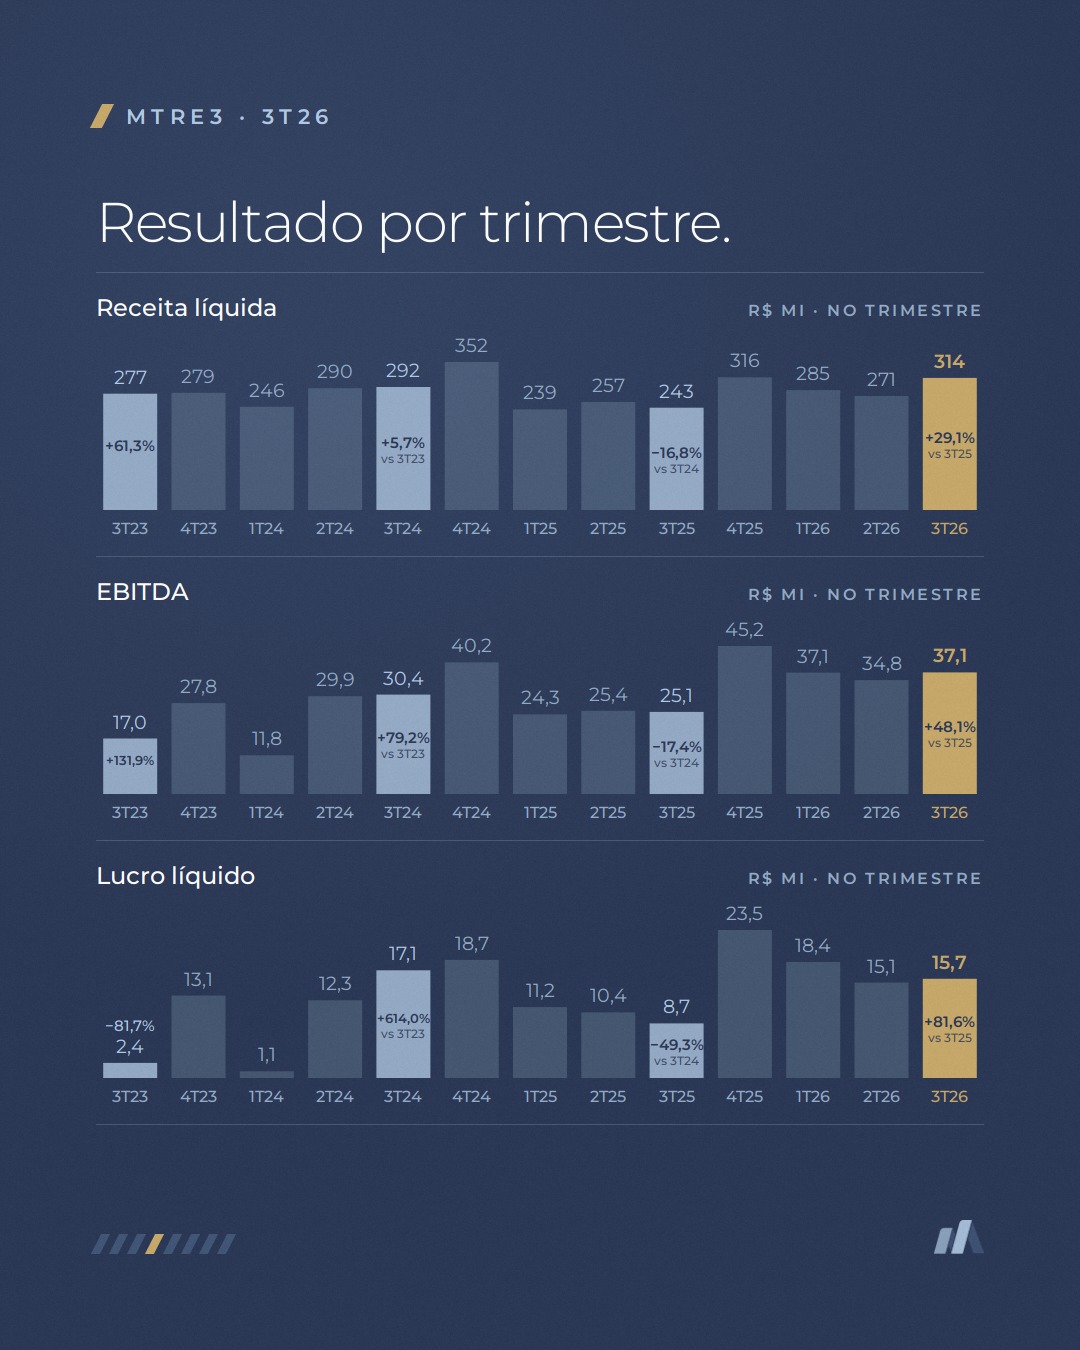 MTRE3 · 3T26
Resultado por trimestre.
Receita líquida
R$ MI · NO TRIMESTRE
277 279 246 290 292 352 239 257 243 316 285 271 314
+61,3% +5,7% −16,8% +29,1%
vs 3T23 vs 3T24 vs 3T25
3T23 4T23 1T24 2T24 3T24 4T24 1T25 2T25 3T25 4T25 1T26 2T26 3T26
EBITDA
R$ MI · NO TRIMESTRE
17,0 27,8 11,8 29,9 30,4 40,2 24,3 25,4 25,1 45,2 37,1 34,8 37,1
+131,9% +79,2% −17,4% +48,1%
vs 3T23 vs 3T24 vs 3T25
3T23 4T23 1T24 2T24 3T24 4T24 1T25 2T25 3T25 4T25 1T26 2T26 3T26
Lucro líquido
R$ MI · NO TRIMESTRE
2,4 13,1 1,1 12,3 17,1 18,7 11,2 10,4 8,7 23,5 18,4 15,1 15,7
−81,7% +614,0% −49,3% +81,6%
vs 3T23 vs 3T24 vs 3T25
3T23 4T23 1T24 2T24 3T24 4T24 1T25 2T25 3T25 4T25 1T26 2T26 3T26